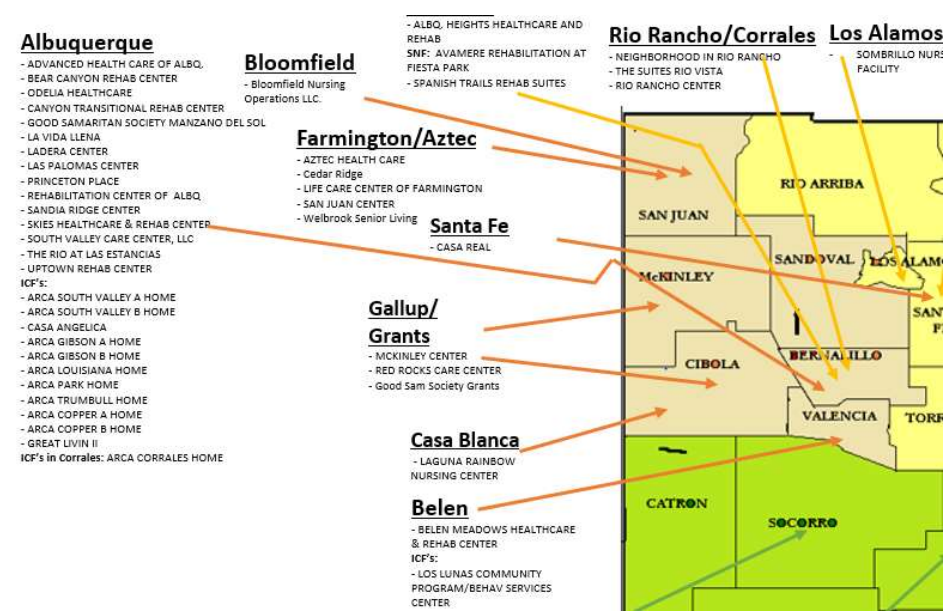 Albuquerque
- ADVANCED HEALTH CARE OF ALBQ.
- BEAR CANYON REHAB CENTER
- ODELIA HEALTHCARE
- CANYON TRANSITIONAL REHAB CENTER
- GOOD SAMARITAN SOCIETY MANZANO DEL SOL
- LA VIDA LLENA
- LADERA CENTER
- LAS PALOMAS CENTER
- PRINCETON PLACE
- REHABILITATION CENTER OF ALBQ
- SANDIA RIDGE CENTER
- SKIES HEALTHCARE & REHAB CENTER
- SOUTH VALLEY CARE CENTER, LLC
- THE RIO AT LAS ESTANCIAS
- UPTOWN REHAB CENTER
ICF's:
- ARCA SOUTH VALLEY A HOME
- ARCA SOUTH VALLEY B HOME
- CASA ANGELICA
- ARCA GIBSON A HOME
- ARCA GIBSON B HOME
- ARCA LOUISIANA HOME
- ARCA PARK HOME
- ARCA TRUMBULL HOME
- ARCA COPPER A HOME
- ARCA COPPER B HOME
- GREAT LIVIN II
ICF's in Corrales: ARCA CORRALES HOME
Bloomfield
- Bloomfield Nursing
Operations LLC.
- ALBQ. HEIGHTS HEALTHCARE AND
REHAB
SNF: AVAMERE REHABILITATION AT
FIESTA PARK
- SPANISH TRAILS REHAB SUITES
Rio Rancho/Corrales
- NEIGHBORHOOD IN RIO RANCHO
- THE SUITES RIO VISTA
- RIO RANCHO CENTER
Los Alamos
- SOMBRILLO NURS
FACILITY
Farmington/Aztec
- AZTEC HEALTH CARE
- Cedar Ridge
- LIFE CARE CENTER OF FARMINGTON
- SAN JUAN CENTER
- Welbrook Senior Living
Santa Fe
- CASA REAL
Gallup/
Grants
- MCKINLEY CENTER
- RED ROCKS CARE CENTER
- Good Sam Society Grants
Casa Blanca
- LAGUNA RAINBOW
NURSING CENTER
Belen
- BELEN MEADOWS HEALTHCARE
& REHAB CENTER
ICF's:
- LOS LUNAS COMMUNITY
PROGRAM/BEHAV SERVICES
CENTER
RIO ARRIBA
SAN JUAN
SANDOVAL
LOS ALAMO
McKINLEY
SAN
F
BERNALILLO
CIBOLA
VALENCIA
TORR
CATRON
SOCORRO